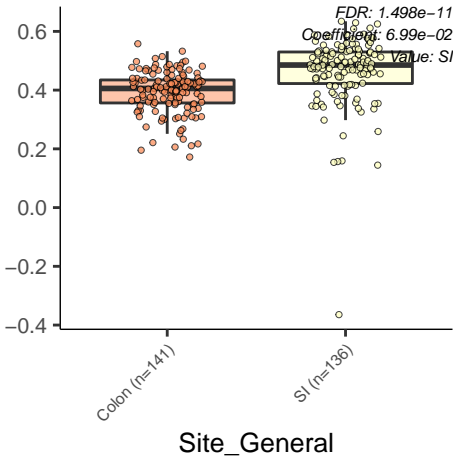 FDR: 1.498e−11
Coefficient: 6.99e−02
Value: SI
0.6
0.4
0.2
0.0
−0.2
−0.4
Colon (n=141)
SI (n=136)
Site_General